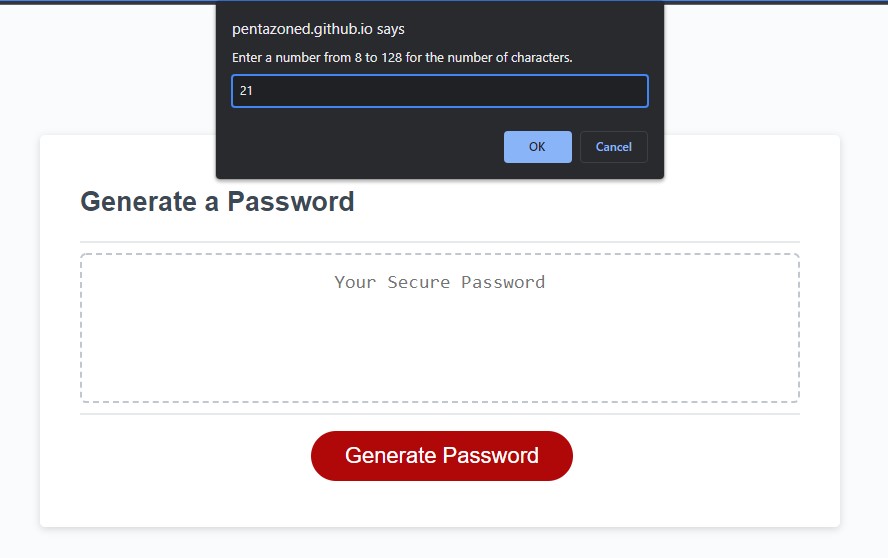 pentazoned.github.io says
Enter a number from 8 to 128 for the number of characters.
21
OK
Cancel
Generate a Password
Your Secure Password
Generate Password